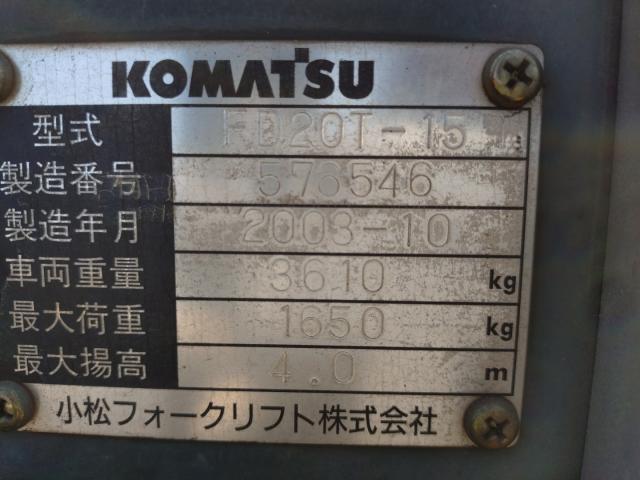 KOMATSU
型式 FD20T-15
製造番号 576546
製造年月 2003-10
車両重量 3610 kg
最大荷重 1650 kg
最大揚高 4.0 m
小松フォークリフト株式会社